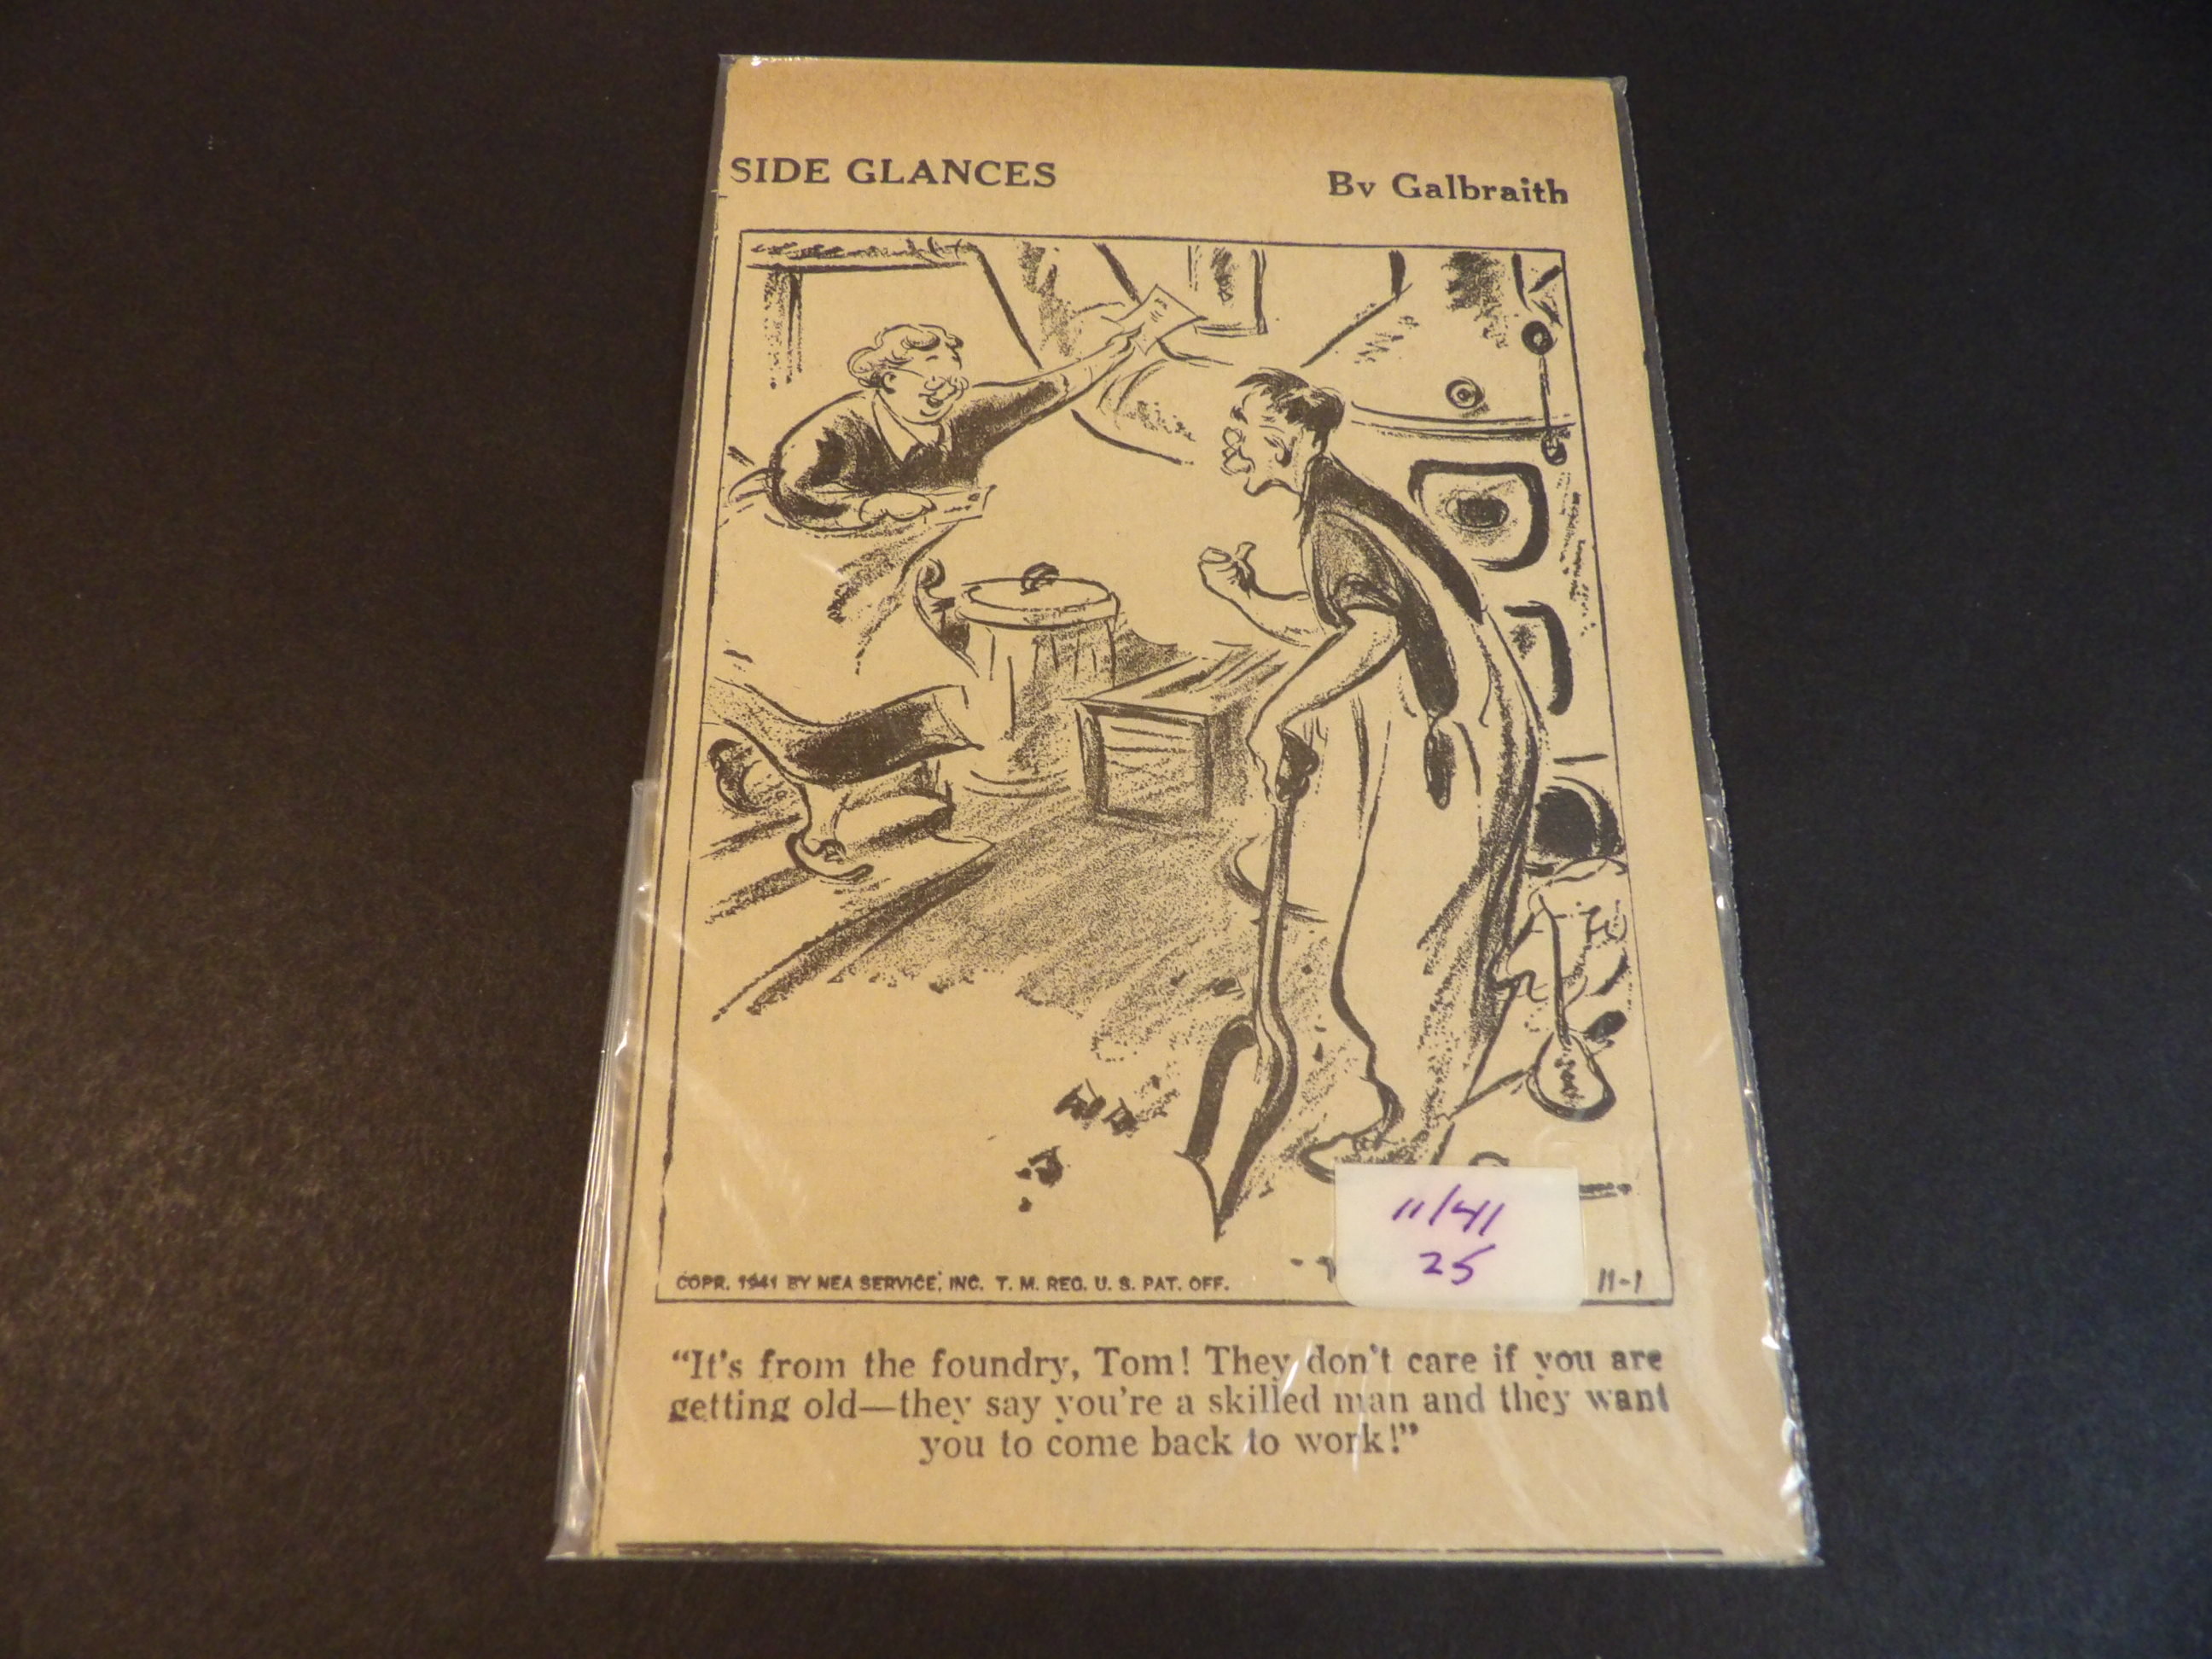 SIDE GLANCES
By Galbraith
11/41
25
COPR. 1941 BY NEA SERVICE, INC. T. M. REG. U. S. PAT. OFF.
11-1
"It's from the foundry, Tom! They don't care if you are
getting old—they say you're a skilled man and they want
you to come back to work!"